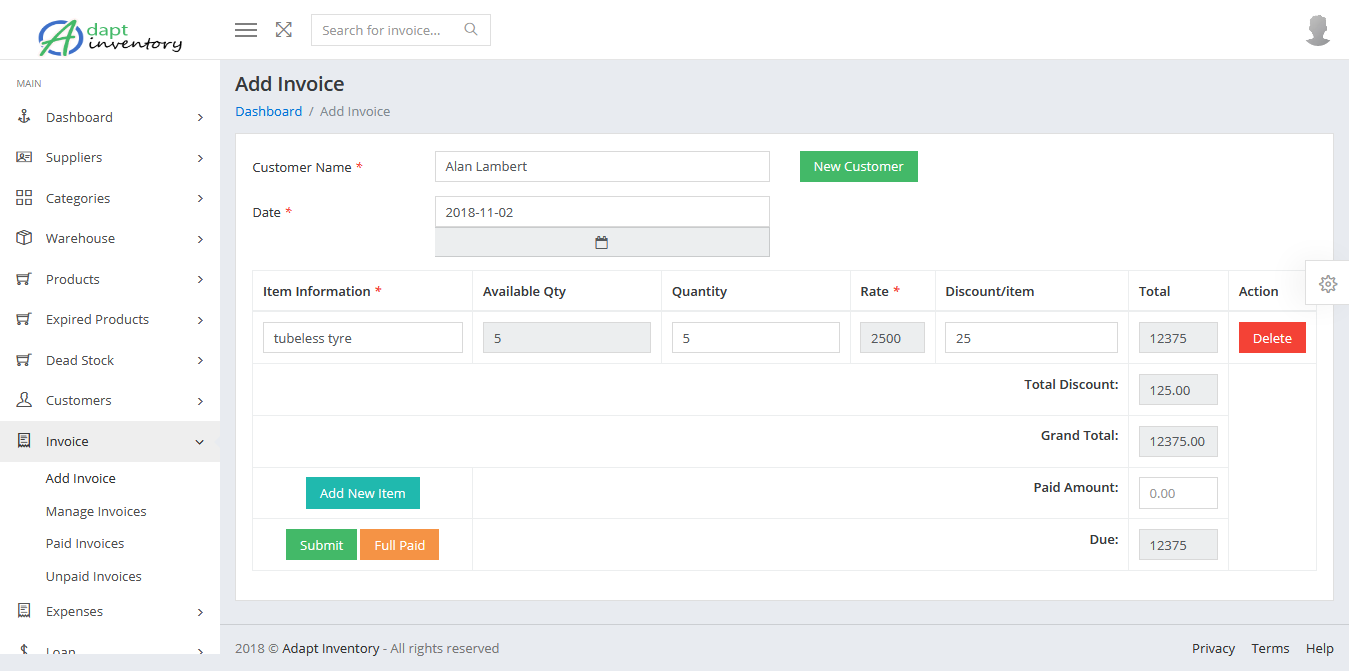 Adapt inventory
Search for invoice...
MAIN
Dashboard
Suppliers
Categories
Warehouse
Products
Expired Products
Dead Stock
Customers
Invoice
Add Invoice
Manage Invoices
Paid Invoices
Unpaid Invoices
Expenses
Loan
Add Invoice
Dashboard / Add Invoice
Customer Name * Alan Lambert New Customer
Date * 2018-11-02
Item Information * Available Qty Quantity Rate * Discount/item Total Action
tubeless tyre 5 5 2500 25 12375 Delete
Total Discount: 125.00
Grand Total: 12375.00
Add New Item Paid Amount: 0.00
Submit Full Paid Due: 12375
2018 © Adapt Inventory - All rights reserved Privacy Terms Help